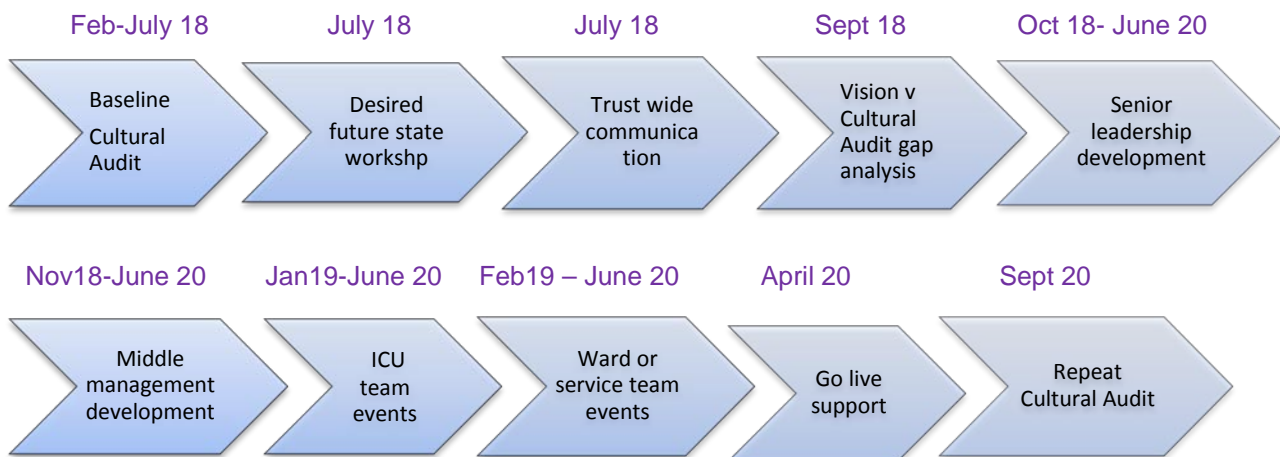 Feb-July 18
July 18
July 18
Sept 18
Oct 18- June 20
Baseline
Cultural
Audit
Desired
future state
workshp
Trust wide
communica
tion
Vision v
Cultural
Audit gap
analysis
Senior
leadership
development
Nov18-June 20
Jan19-June 20
Feb19 – June 20
April 20
Sept 20
Middle
management
development
ICU
team
events
Ward or
service team
events
Go live
support
Repeat
Cultural Audit